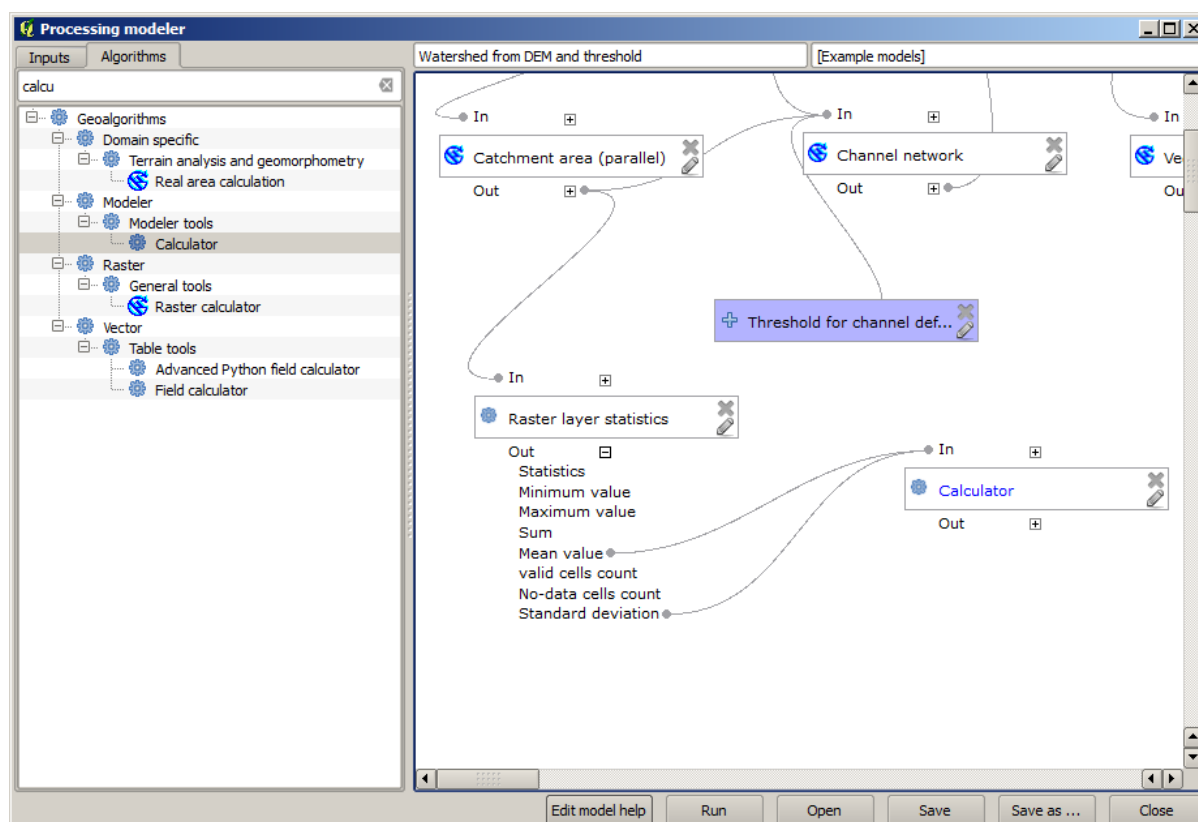 Processing modeler
Inputs
Algorithms
Watershed from DEM and threshold
[Example models]
calcu
Geoalgorithms
Domain specific
Terrain analysis and geomorphometry
Real area calculation
Modeler
Modeler tools
Calculator
Raster
General tools
Raster calculator
Vector
Table tools
Advanced Python field calculator
Field calculator
In
Catchment area (parallel)
Out
In
Channel network
Out
In
Threshold for channel def...
In
Raster layer statistics
Out
Statistics
Minimum value
Maximum value
Sum
Mean value
valid cells count
No-data cells count
Standard deviation
In
Calculator
Out
Edit model help
Run
Open
Save
Save as ...
Close